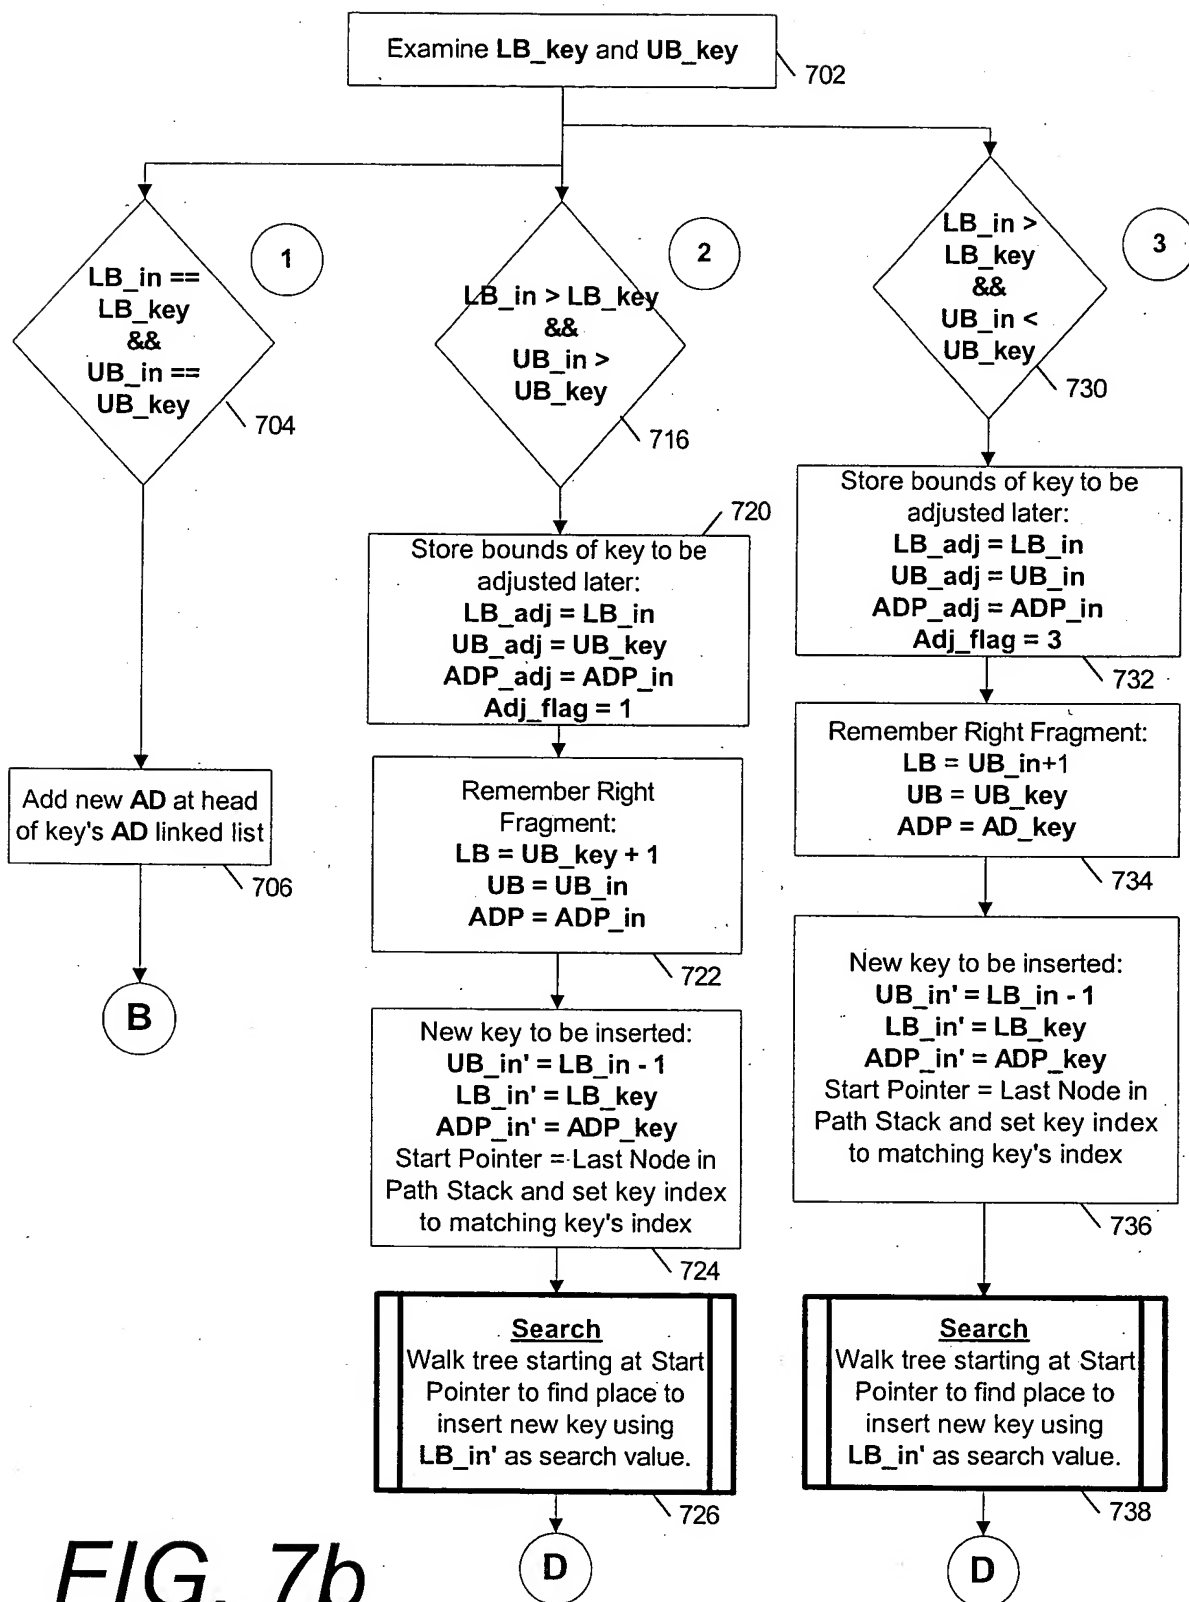 Examine LB_key and UB_key
702
1
LB_in ==
LB_key
&&
UB_in ==
UB_key
704
Add new AD at head
of key's AD linked list
706
B
2
LB_in > LB_key
&&
UB_in >
UB_key
716
720
Store bounds of key to be
adjusted later:
LB_adj = LB_in
UB_adj = UB_key
ADP_adj = ADP_in
Adj_flag = 1
Remember Right
Fragment:
LB = UB_key + 1
UB = UB_in
ADP = ADP_in
722
New key to be inserted:
UB_in' = LB_in - 1
LB_in' = LB_key
ADP_in' = ADP_key
Start Pointer = Last Node in
Path Stack and set key index
to matching key's index
724
Search
Walk tree starting at Start
Pointer to find place to
insert new key using
LB_in' as search value.
726
D
3
LB_in >
LB_key
&&
UB_in <
UB_key
730
Store bounds of key to be
adjusted later:
LB_adj = LB_in
UB_adj = UB_in
ADP_adj = ADP_in
Adj_flag = 3
732
Remember Right Fragment:
LB = UB_in+1
UB = UB_key
ADP = AD_key
734
New key to be inserted:
UB_in' = LB_in - 1
LB_in' = LB_key
ADP_in' = ADP_key
Start Pointer = Last Node in
Path Stack and set key index
to matching key's index
736
Search
Walk tree starting at Start
Pointer to find place to
insert new key using
LB_in' as search value.
738
D
FIG. 7b